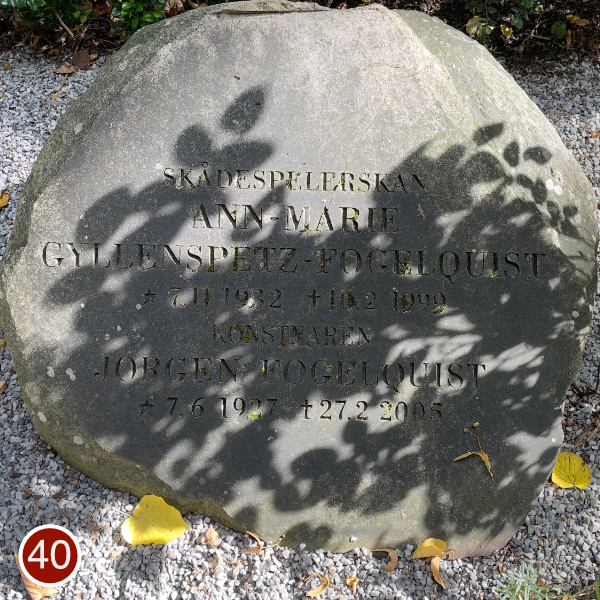 SKÅDESPELERSKAN
ANN-MARIE
GYLLENSPETZ-FOGELQUIST
* 7.11 1932 † 10.2 1999
KONSTNÄREN
JÖRGEN FOGELQUIST
* 7.6 1927 † 27.2 2005
40